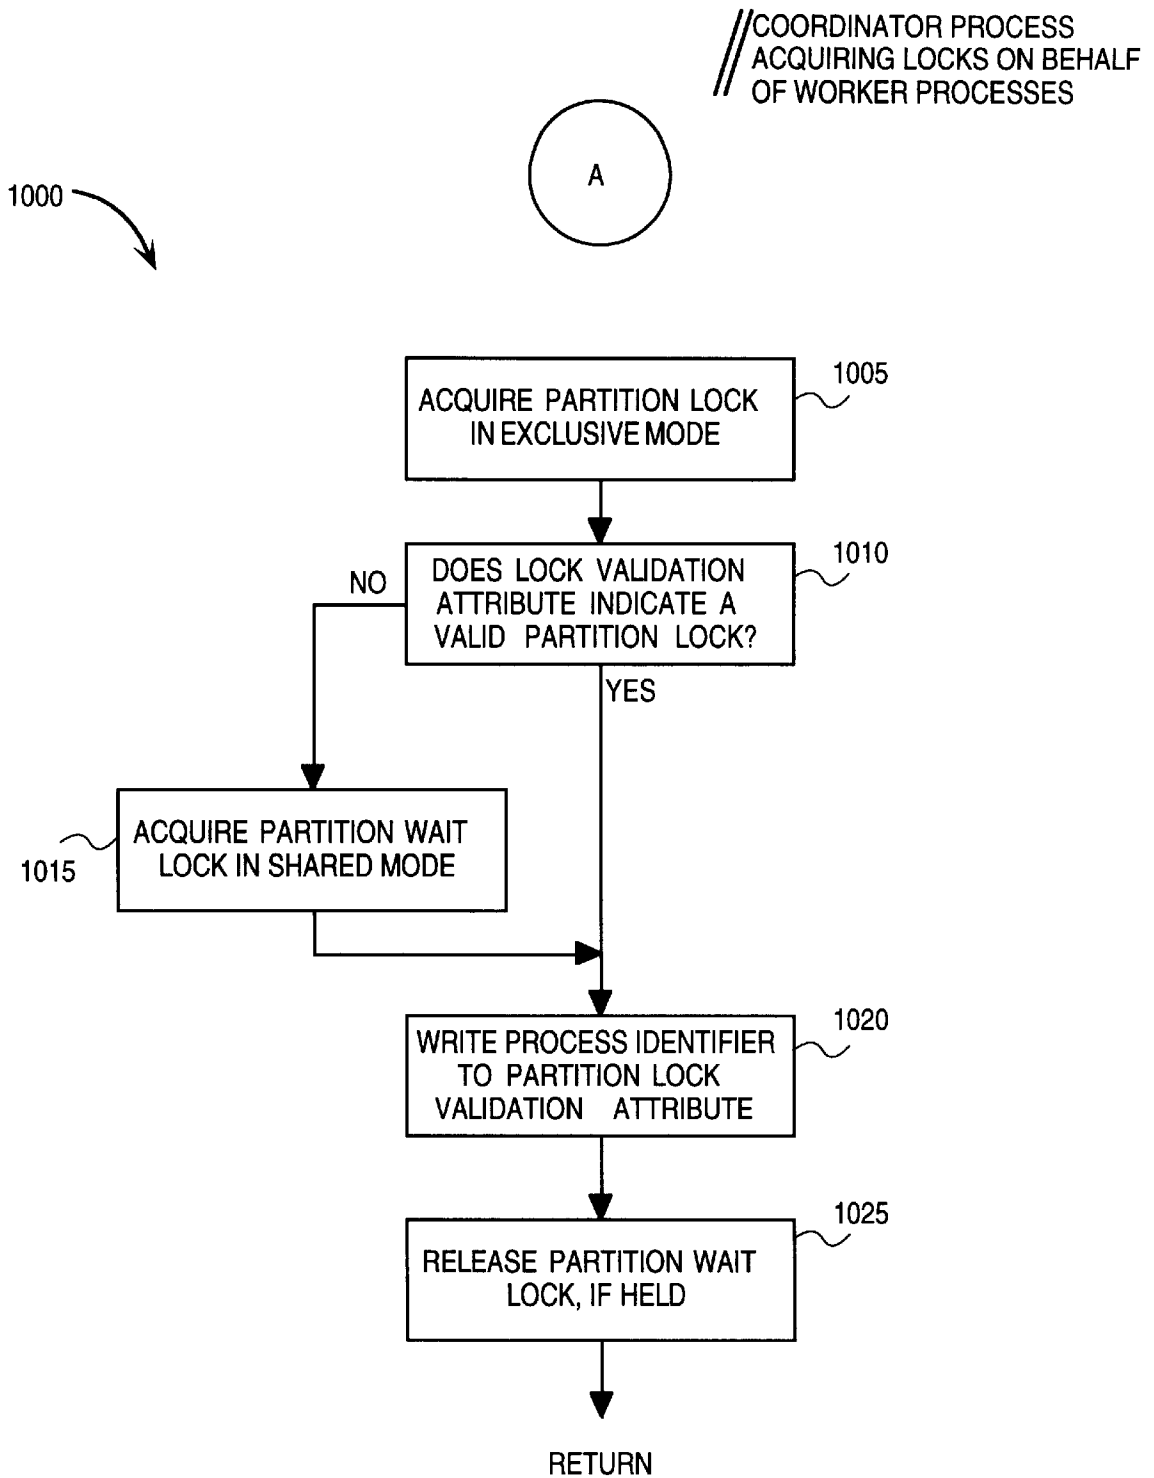 COORDINATOR PROCESS
ACQUIRING LOCKS ON BEHALF
OF WORKER PROCESSES
A
1000
1005
ACQUIRE PARTITION LOCK
IN EXCLUSIVE MODE
1010
DOES LOCK VALIDATION
ATTRIBUTE INDICATE A
VALID PARTITION LOCK?
NO
YES
ACQUIRE PARTITION WAIT
LOCK IN SHARED MODE
1015
1020
WRITE PROCESS IDENTIFIER
TO PARTITION LOCK
VALIDATION ATTRIBUTE
1025
RELEASE PARTITION WAIT
LOCK, IF HELD
RETURN